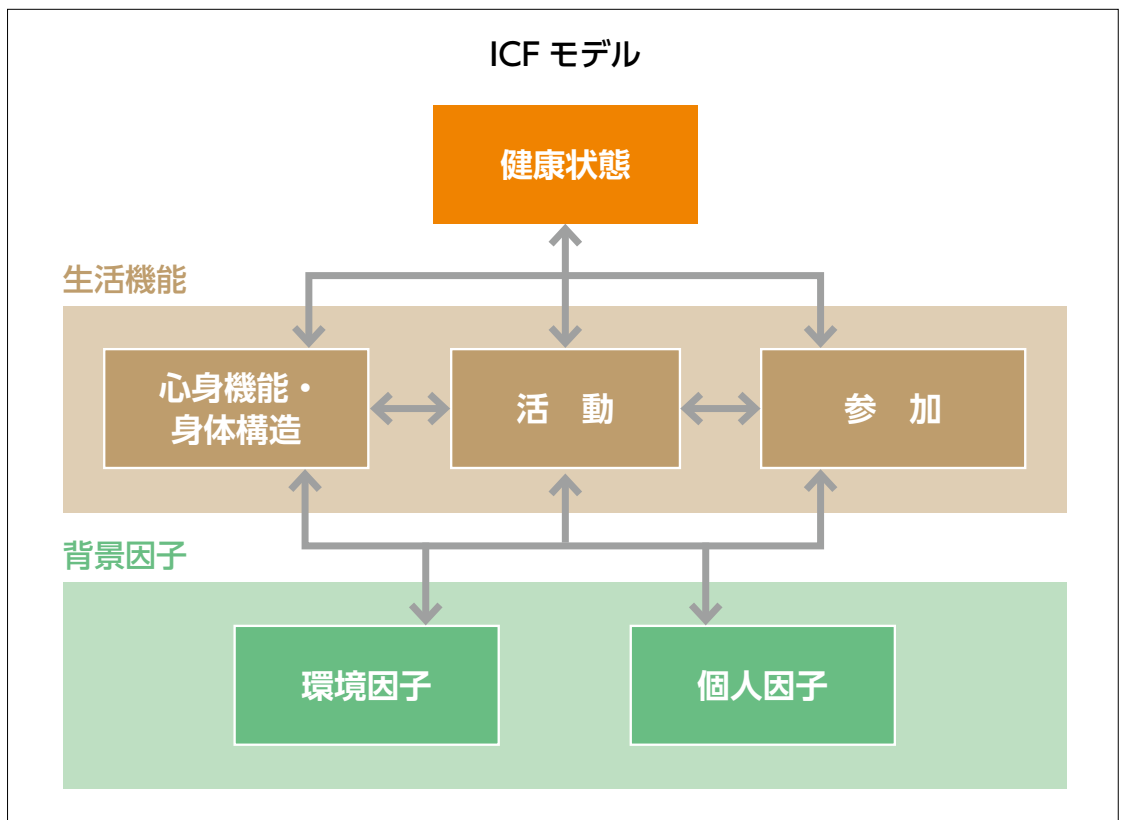 ICF モデル
健康状態
生活機能
心身機能・
身体構造
活　動
参　加
背景因子
環境因子
個人因子